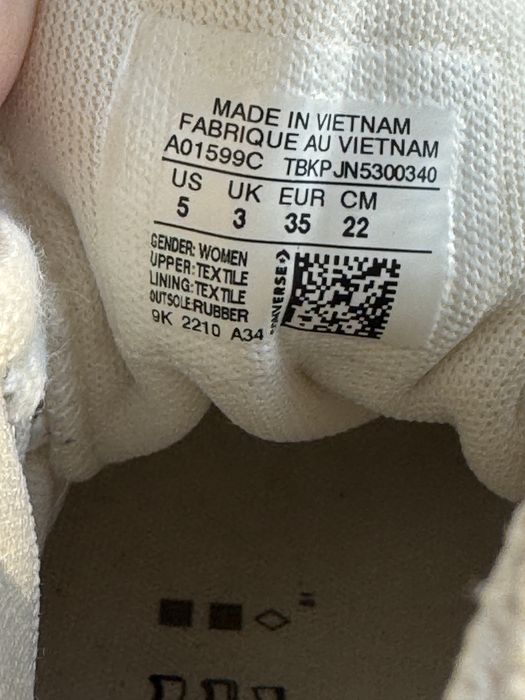 MADE IN VIETNAM
FABRIQUE AU VIETNAM
A01599C TBKPJN5300340
US UK EUR CM
5 3 35 22
GENDER: WOMEN
UPPER: TEXTILE
LINING: TEXTILE
OUTSOLE: RUBBER
9K 2210 A34
CONVERSE